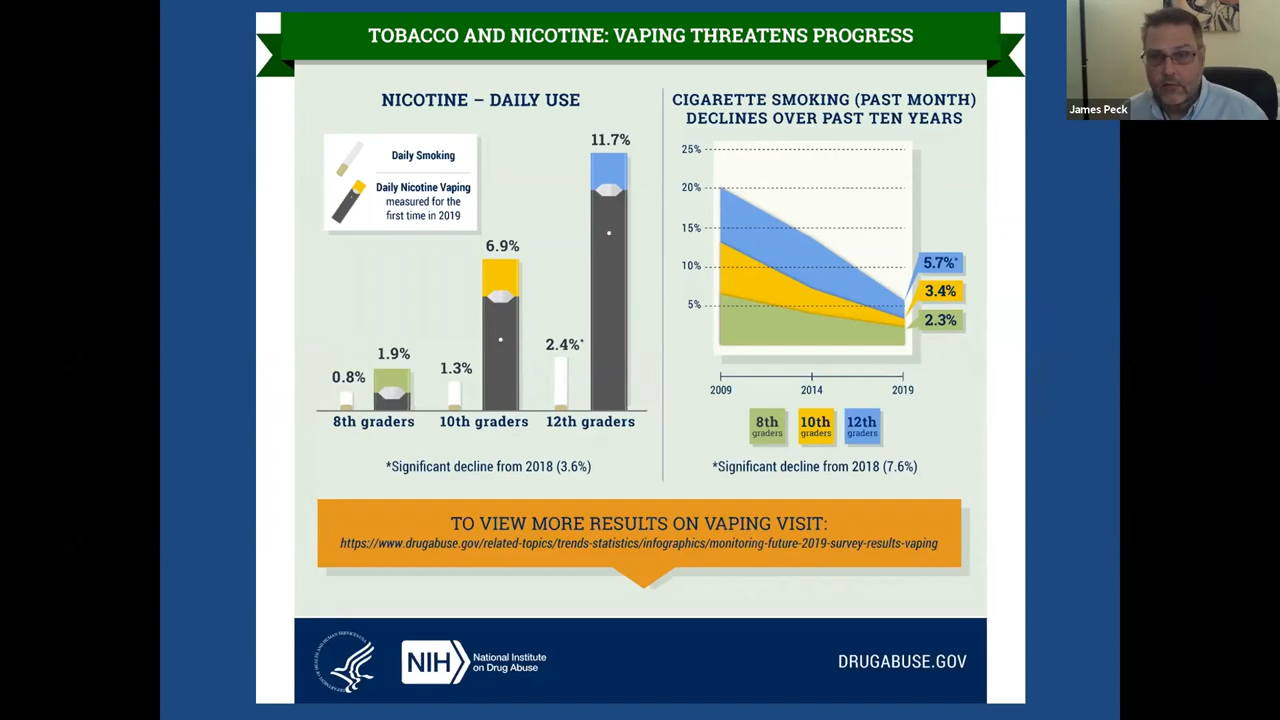 TOBACCO AND NICOTINE: VAPING THREATENS PROGRESS
James Peck
NICOTINE – DAILY USE
Daily Smoking
Daily Nicotine Vaping
measured for the
first time in 2019
0.8%
1.9%
1.3%
6.9%
2.4%*
11.7%
8th graders
10th graders
12th graders
*Significant decline from 2018 (3.6%)
CIGARETTE SMOKING (PAST MONTH)
DECLINES OVER PAST TEN YEARS
25%
20%
15%
10%
5%
5.7%*
3.4%
2.3%
2009
2014
2019
8th
graders
10th
graders
12th
graders
*Significant decline from 2018 (7.6%)
TO VIEW MORE RESULTS ON VAPING VISIT:
https://www.drugabuse.gov/related-topics/trends-statistics/infographics/monitoring-future-2019-survey-results-vaping
NIH
National Institute
on Drug Abuse
DRUGABUSE.GOV